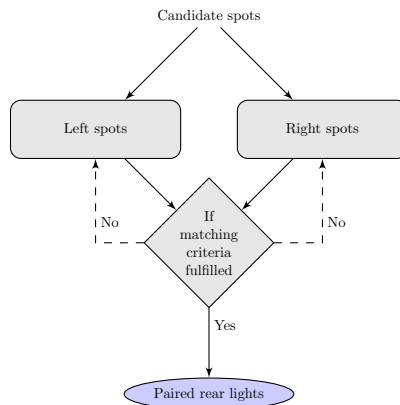 Candidate spots
Left spots
Right spots
If
matching
criteria
fulfilled
No
No
Yes
Paired rear lights